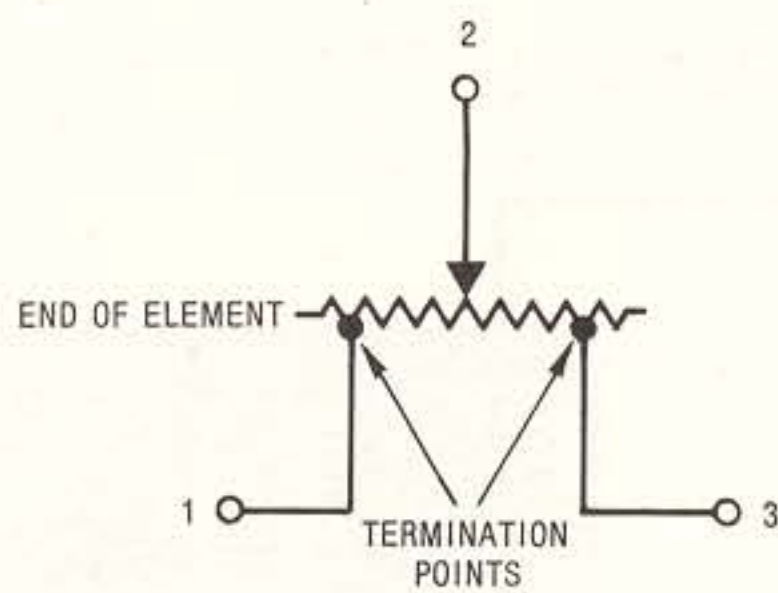 2
END OF ELEMENT
1
3
TERMINATION
POINTS